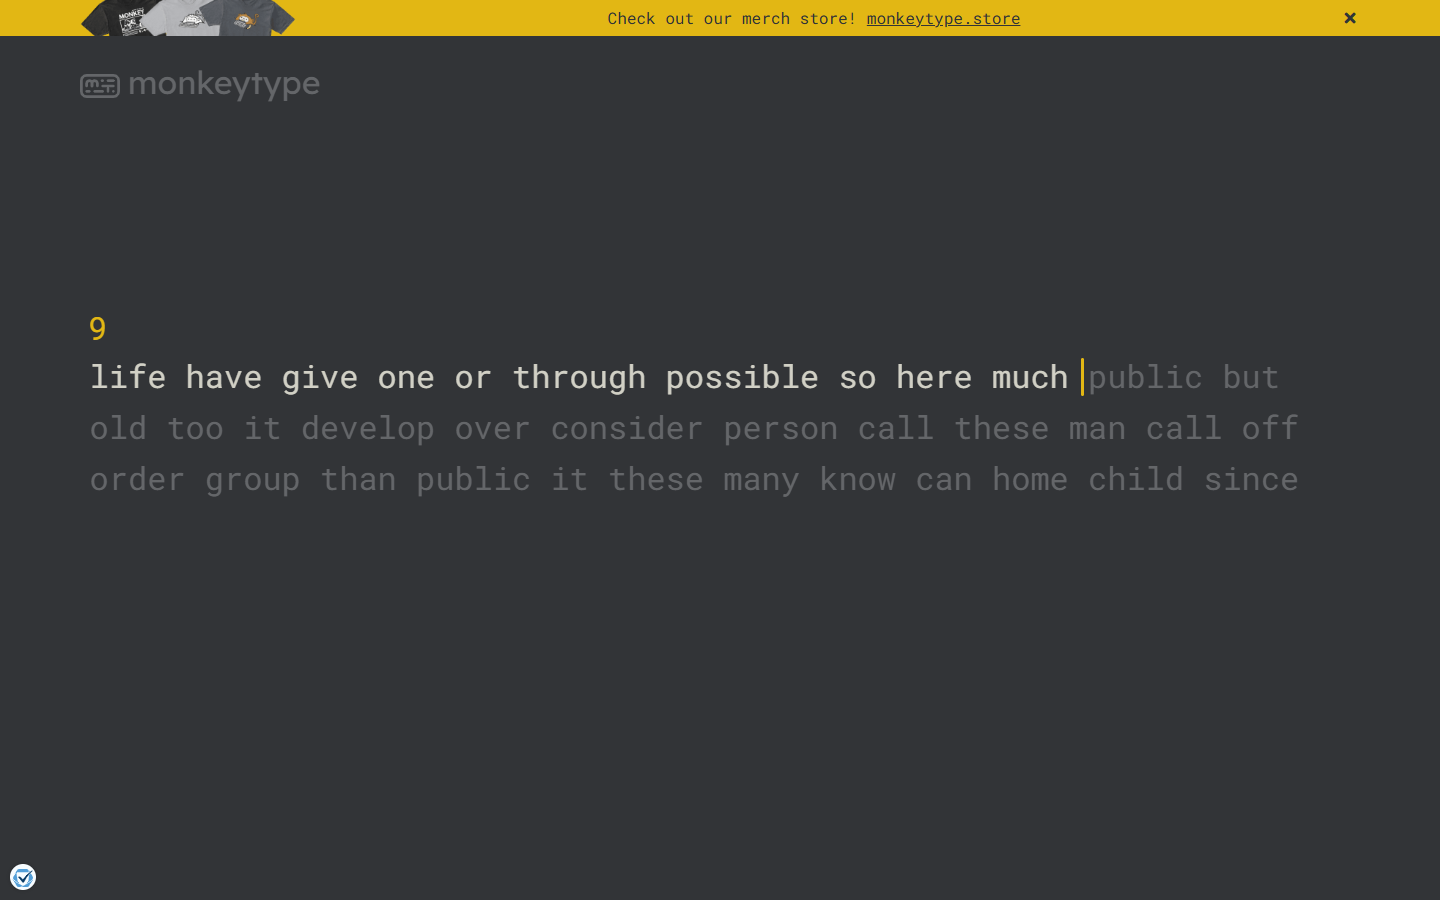 Check out our merch store! monkeytype.store
monkeytype
9
life have give one or through possible so here much public but
old too it develop over consider person call these man call off
order group than public it these many know can home child since